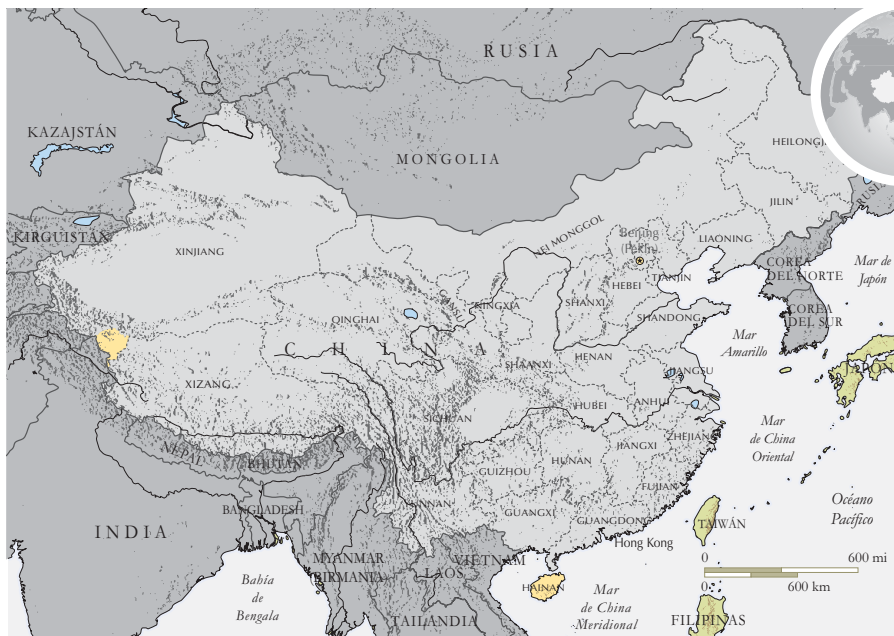 RUSIA
KAZAJSTÁN
MONGOLIA
HEILONGJ
JILIN
RUSI
KIRGUISTÁN
XINJIANG
NEI MONGGOL
Beijing
(Pekín)
LIAONING
COREA
DEL NORTE
Mar de
Japón
HEBEI
TIANJIN
SHANXI
GANSU
NINGXIA
QINGHAI
SHANDONG
COREA
DEL SUR
Mar
Amarillo
CHINA
SHAANXI
HENAN
JIANGSU
JAPÓN
XIZANG
ANHUI
HUBEI
CHUAN
ZHEJIANG
Mar
de China
Oriental
NEPAL
BHUTÁN
GUIZHOU
HUNAN
JIANGXI
FUJIAN
INDIA
BANGLADESH
NNAN
GUANGXI
GUANGDONG
TAIWÁN
Océano
Pacífico
Hong Kong
MYANMAR
BIRMANIA
LAOS
VIETNAM
0 600 mi
0 600 km
Bahía
de
Bengala
HAINAN
Mar
de China
Meridional
TAILANDIA
FILIPINAS